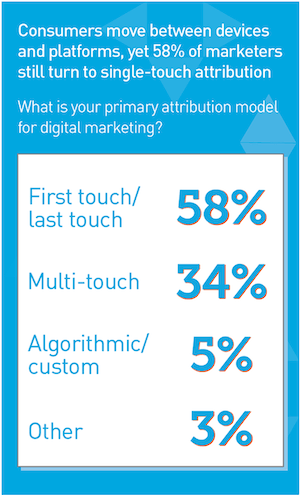 Consumers move between devices
and platforms, yet 58% of marketers
still turn to single-touch attribution
What is your primary attribution model
for digital marketing?
First touch/
last touch
58%
Multi-touch 34%
Algorithmic/
custom
5%
Other 3%